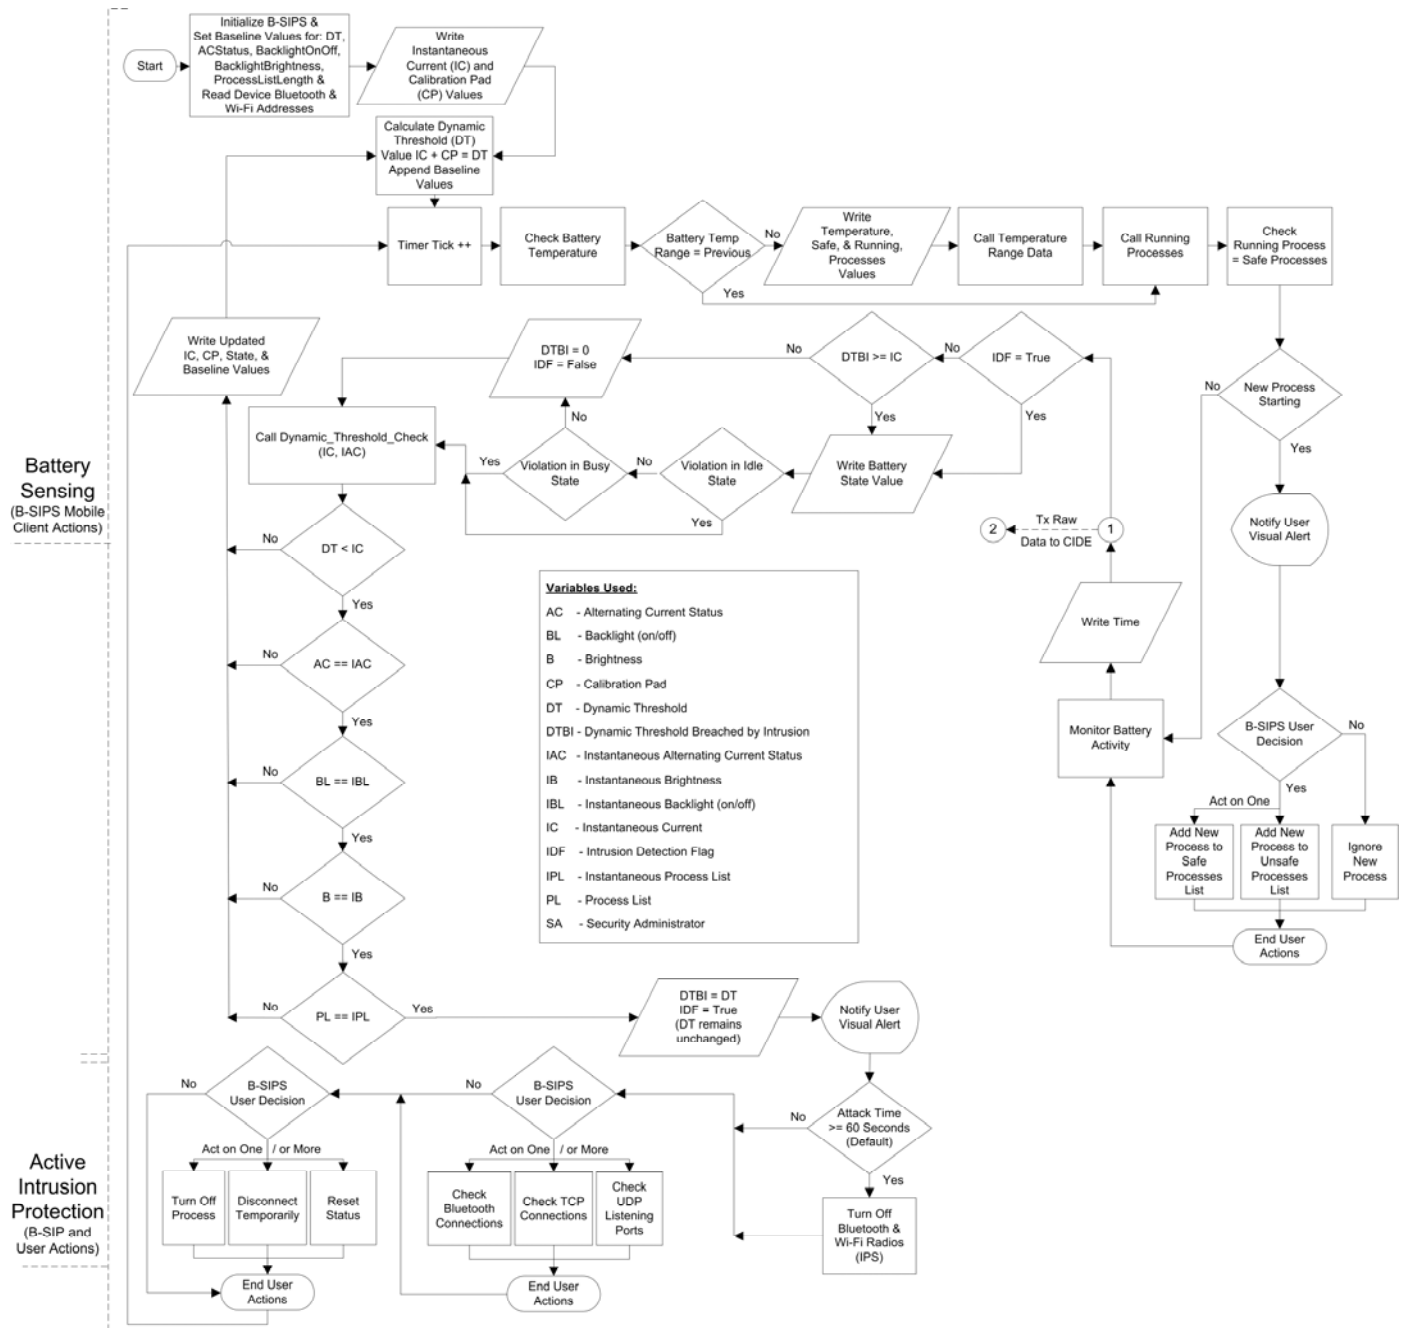 Start
Initialize B-SIPS &
Set Baseline Values for: DT,
ACStatus, BacklightOnOff,
BacklightBrightness,
ProcessListLength &
Read Device Bluetooth &
Wi-Fi Addresses
Write
Instantaneous
Current (IC) and
Calibration Pad
(CP) Values
Calculate Dynamic
Threshold (DT)
Value IC + CP = DT
Append Baseline
Values
Timer Tick ++
Check Battery
Temperature
Battery Temp
Range = Previous
No
Yes
Write
Temperature,
Safe, & Running,
Processes
Values
Call Temperature
Range Data
Call Running
Processes
Check
Running Process
= Safe Processes
Write Updated
IC, CP, State, &
Baseline Values
DTBI = 0
IDF = False
No
DTBI >= IC
No
IDF = True
Yes
Yes
No
New Process
Starting
Yes
Call Dynamic_Threshold_Check
(IC, IAC)
Yes
No
Violation in Busy
State
No
Violation in Idle
State
Yes
Write Battery
State Value
Battery
Sensing
(B-SIPS Mobile
Client Actions)
2
Tx Raw
Data to CIDE
1
Notify User
Visual Alert
No
DT < IC
Yes
No
AC == IAC
Yes
No
BL == IBL
Yes
No
B == IB
Yes
No
PL == IPL
Yes
Variables Used:
AC - Alternating Current Status
BL - Backlight (on/off)
B - Brightness
CP - Calibration Pad
DT - Dynamic Threshold
DTBI - Dynamic Threshold Breached by Intrusion
IAC - Instantaneous Alternating Current Status
IB - Instantaneous Brightness
IBL - Instantaneous Backlight (on/off)
IC - Instantaneous Current
IDF - Intrusion Detection Flag
IPL - Instantaneous Process List
PL - Process List
SA - Security Administrator
Write Time
Monitor Battery
Activity
B-SIPS User
Decision
No
Yes
Act on One
Add New
Process to
Safe
Processes
List
Add New
Process to
Unsafe
Processes
List
Ignore
New
Process
End User
Actions
DTBI = DT
IDF = True
(DT remains
unchanged)
Notify User
Visual Alert
No
B-SIPS
User Decision
No
B-SIPS
User Decision
No
Attack Time
>= 60 Seconds
(Default)
Yes
Active
Intrusion
Protection
(B-SIP and
User Actions)
Act on One / or More
Turn Off
Process
Disconnect
Temporarily
Reset
Status
End User
Actions
Act on One / or More
Check
Bluetooth
Connections
Check TCP
Connections
Check
UDP
Listening
Ports
End User
Actions
Turn Off
Bluetooth &
Wi-Fi Radios
(IPS)